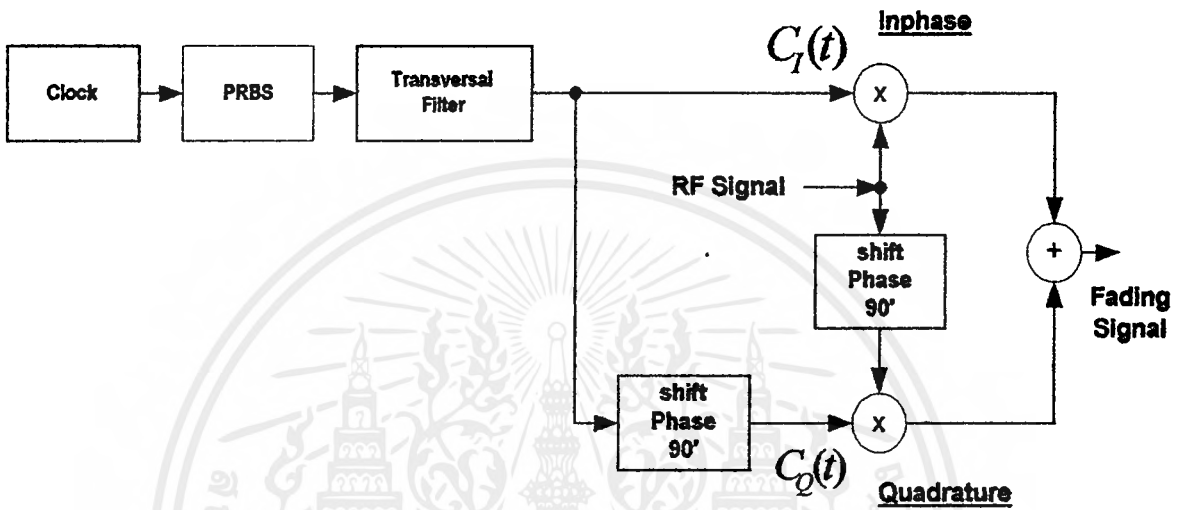 Inphase
C_I(t)
Clock
PRBS
Transversal
Filter
X
RF Signal
shift
Phase
90'
+
Fading
Signal
shift
Phase
90'
X
C_Q(t)
Quadrature